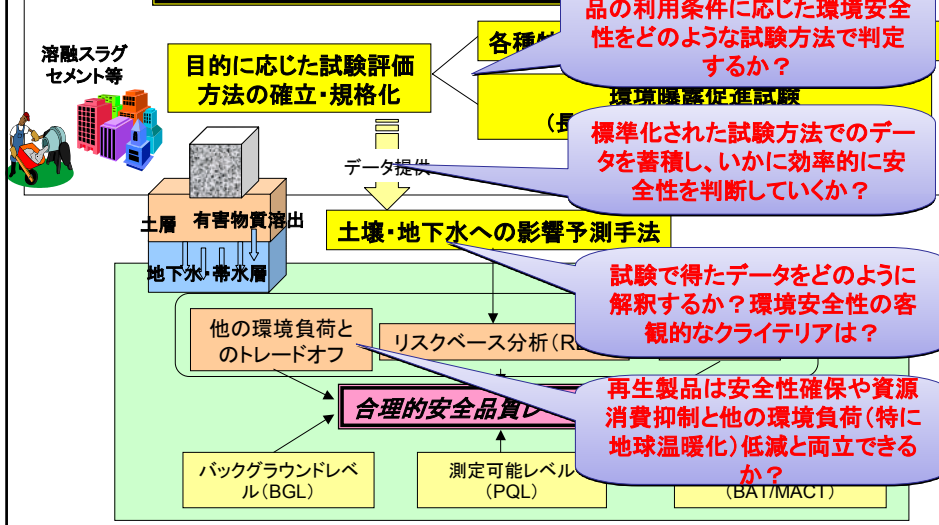 品の利用条件に応じた環境安全
性をどのような試験方法で判定
するか？
各種
溶融スラグ
セメント等
目的に応じた試験評価
方法の確立・規格化
環境曝露促進試験
(長
標準化された試験方法でのデー
タを蓄積し、いかに効率的に安
全性を判断していくか？
データ提供
土層
有害物質溶出
地下水・帯水層
土壌・地下水への影響予測手法
試験で得たデータをどのように
解釈するか？環境安全性の客
観的なクライテリアは？
他の環境負荷と
のトレードオフ
リスクベース分析(R
再生製品は安全性確保や資源
消費抑制と他の環境負荷(特に
地球温暖化)低減と両立できる
か？
合理的安全品質レ
バックグラウンドレベ
ル(BGL)
測定可能レベル
(PQL)
(BAT/MACT)